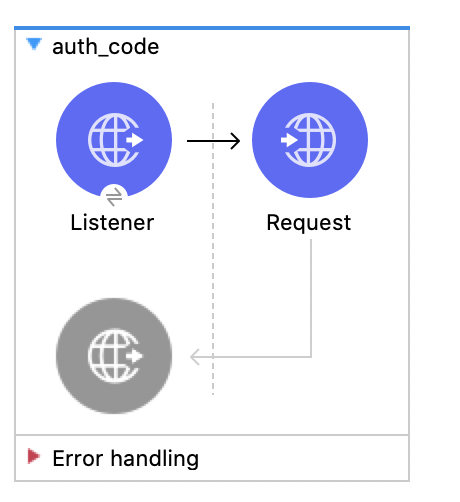 auth_code
Listener
Request
Error handling